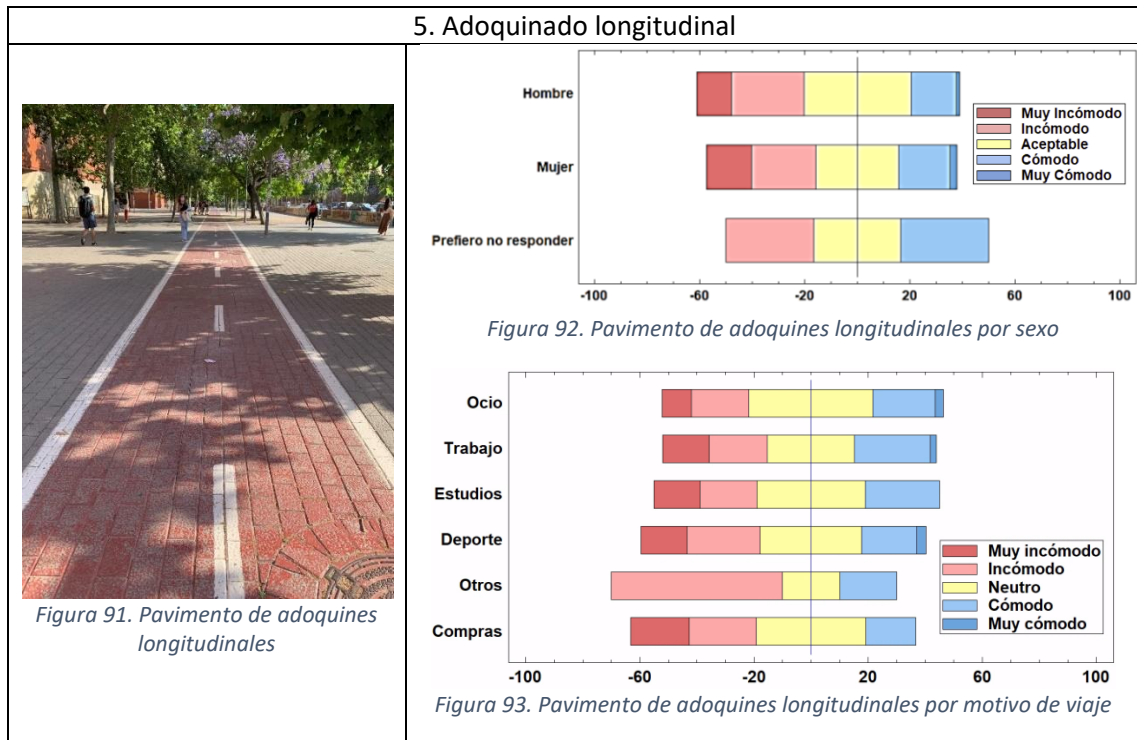 5. Adoquinado longitudinal
Figura 91. Pavimento de adoquines
longitudinales
Hombre
Mujer
Prefiero no responder
Muy Incómodo
Incómodo
Aceptable
Cómodo
Muy Cómodo
-100 -60 -20 20 60 100
Figura 92. Pavimento de adoquines longitudinales por sexo
Ocio
Trabajo
Estudios
Deporte
Otros
Compras
Muy incómodo
Incómodo
Neutro
Cómodo
Muy cómodo
-100 -60 -20 20 60 100
Figura 93. Pavimento de adoquines longitudinales por motivo de viaje